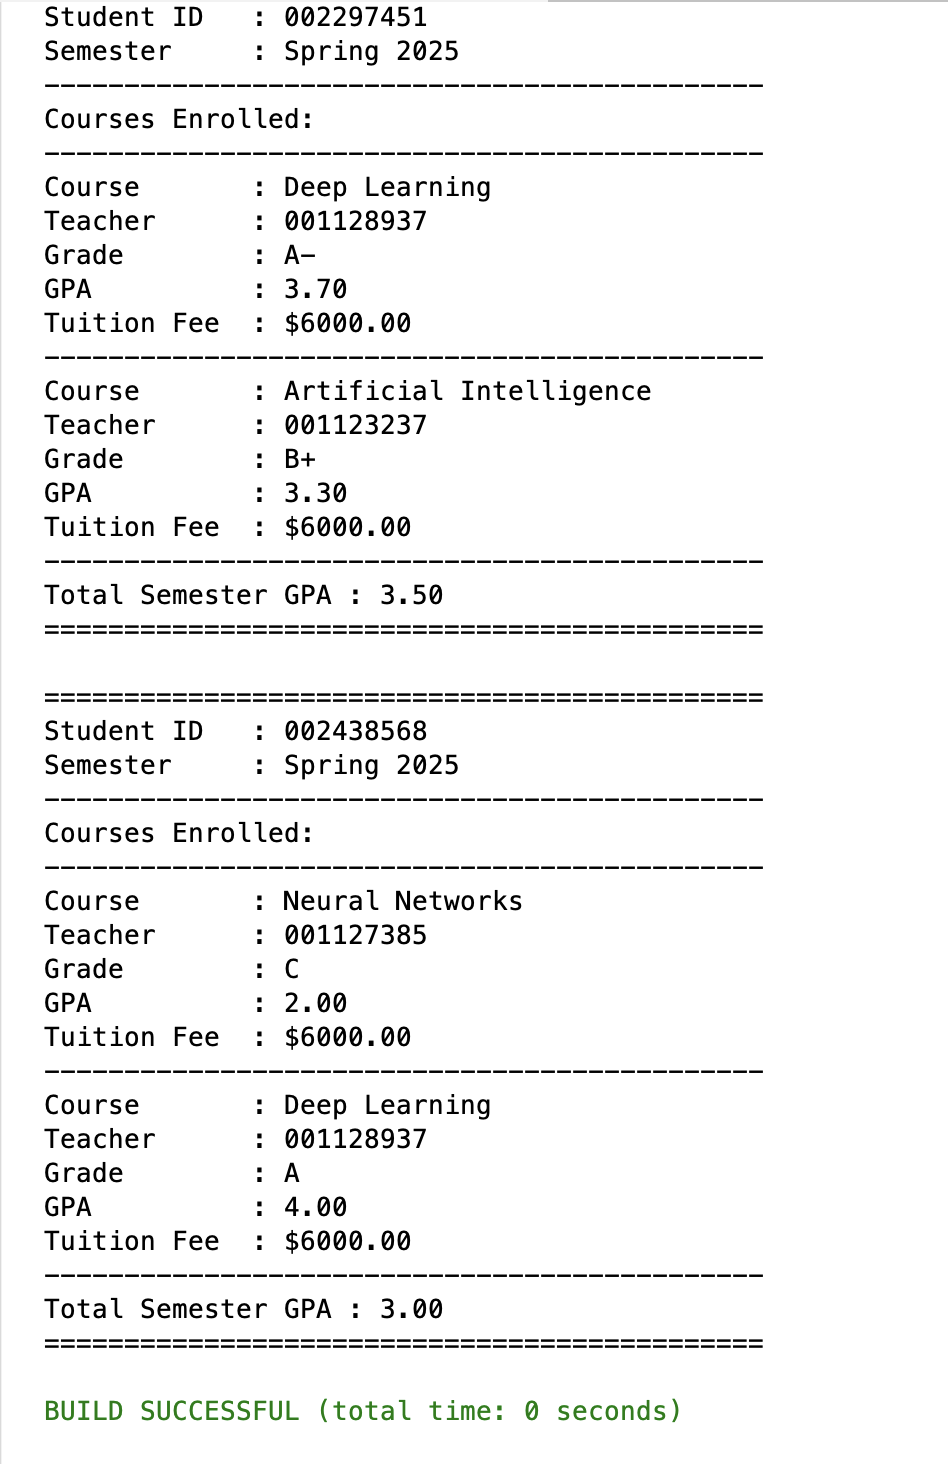 Student ID   : 002297451
Semester     : Spring 2025
---------------------------------------------
Courses Enrolled:
---------------------------------------------
Course       : Deep Learning
Teacher      : 001128937
Grade        : A-
GPA          : 3.70
Tuition Fee  : $6000.00
---------------------------------------------
Course       : Artificial Intelligence
Teacher      : 001123237
Grade        : B+
GPA          : 3.30
Tuition Fee  : $6000.00
---------------------------------------------
Total Semester GPA : 3.50
=============================================
=============================================
Student ID   : 002438568
Semester     : Spring 2025
---------------------------------------------
Courses Enrolled:
---------------------------------------------
Course       : Neural Networks
Teacher      : 001127385
Grade        : C
GPA          : 2.00
Tuition Fee  : $6000.00
---------------------------------------------
Course       : Deep Learning
Teacher      : 001128937
Grade        : A
GPA          : 4.00
Tuition Fee  : $6000.00
---------------------------------------------
Total Semester GPA : 3.00
=============================================
BUILD SUCCESSFUL (total time: 0 seconds)